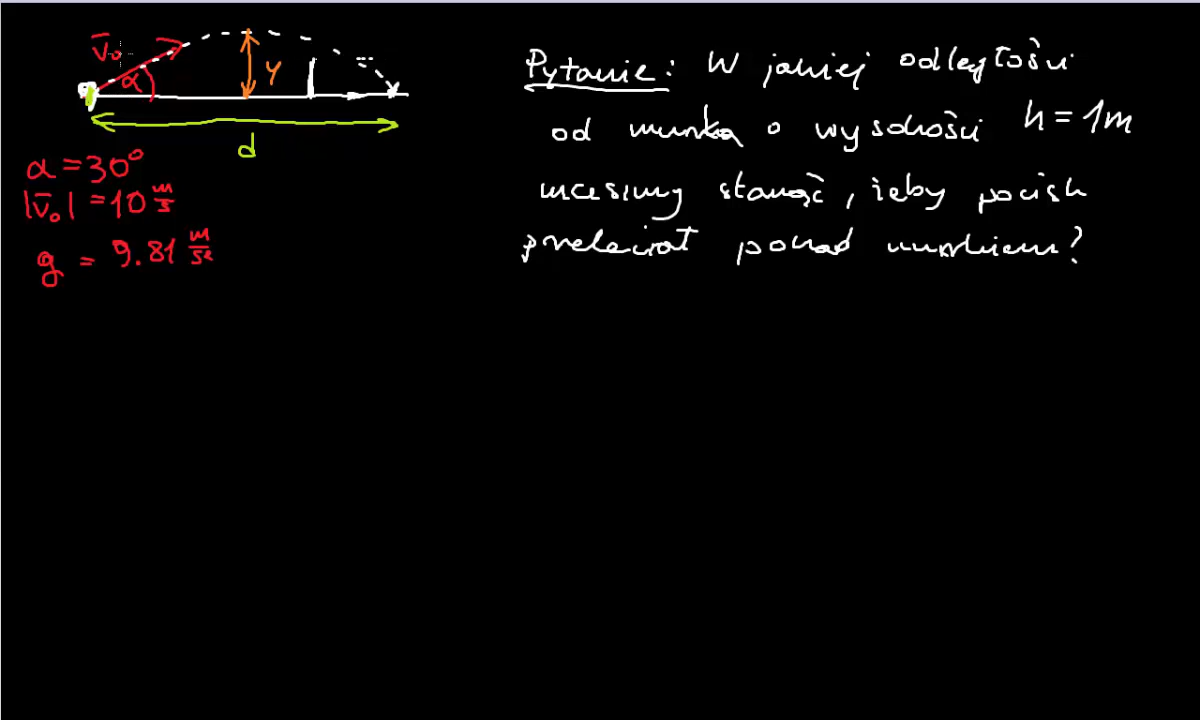 v̄₀
α
y
d
α = 30°
|v̄₀| = 10 m/s
g = 9.81 m/s²
Pytanie: W jakiej odległości
od murka o wysokości h = 1m
musimy stanąć, żeby pocisk
przeleciał ponad murkiem?